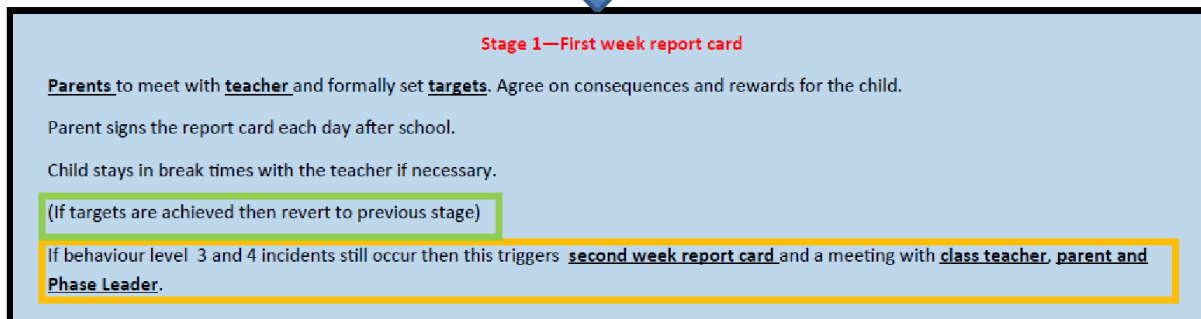 Stage 1—First week report card
Parents to meet with teacher and formally set targets. Agree on consequences and rewards for the child.
Parent signs the report card each day after school.
Child stays in break times with the teacher if necessary.
(If targets are achieved then revert to previous stage)
If behaviour level 3 and 4 incidents still occur then this triggers second week report card and a meeting with class teacher, parent and
Phase Leader.